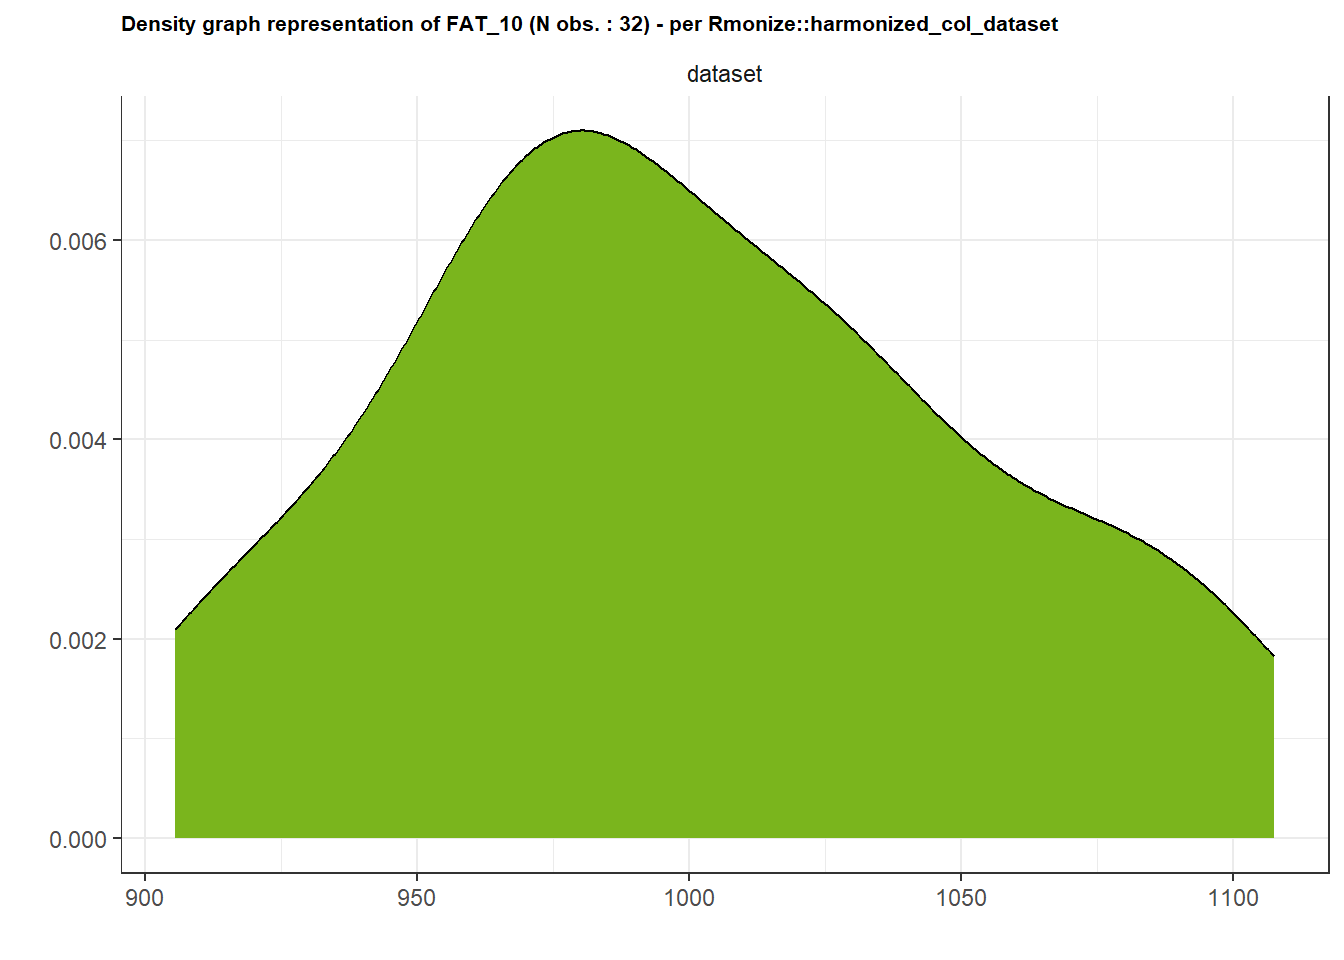 Density graph representation of FAT_10 (N obs. : 32) - per Rmonize::harmonized_col_dataset
dataset
0.006
0.004
0.002
0.000
900 950 1000 1050 1100